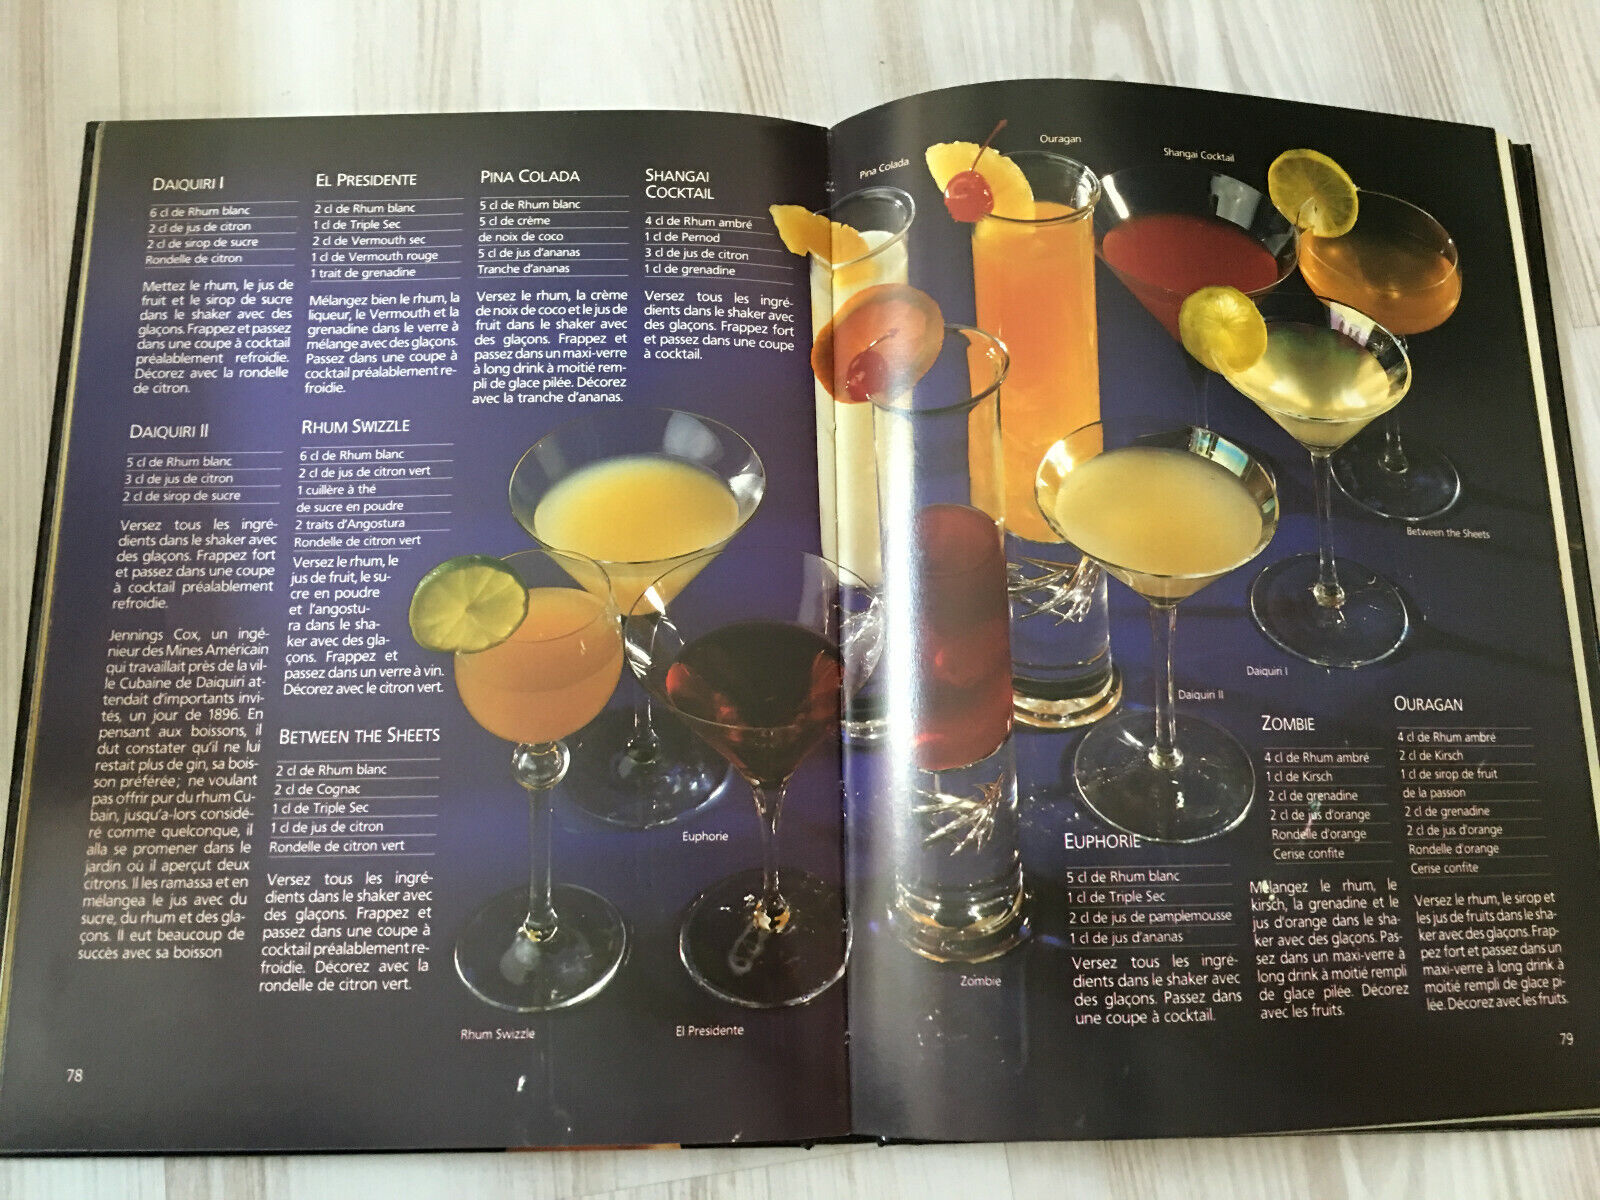 DAIQUIRI I
6 cl de Rhum blanc
2 cl de jus de citron
2 cl de sirop de sucre
Rondelle de citron
Mettez le rhum, le jus de
fruit et le sirop de sucre
dans le shaker avec des
glaçons. Frappez et passez
dans une coupe à cocktail
préalablement refroidie.
Décorez avec la rondelle
de citron.
DAIQUIRI II
5 cl de Rhum blanc
3 cl de jus de citron
2 cl de sirop de sucre
Versez tous les ingré-
dients dans le shaker avec
des glaçons. Frappez fort
et passez dans une coupe
à cocktail préalablement
refroidie.
Jennings Cox, un ingé-
nieur des Mines Américain
qui travaillait près de la vil-
le Cubaine de Daiquiri at-
tendait d'importants invi-
tés, un jour de 1896. En
pensant aux boissons, il
dut constater qu'il ne lui
restait plus de gin, sa bois-
son préférée; ne voulant
pas offrir pur du rhum Cu-
bain, jusqu'a-lors considé-
ré comme quelconque, il
alla se promener dans le
jardin où il aperçut deux
citrons. Il les ramassa et en
mélangea le jus avec du
sucre, du rhum et des gla-
çons. Il eut beaucoup de
succès avec sa boisson
EL PRESIDENTE
2 cl de Rhum blanc
1 cl de Triple Sec
2 cl de Vermouth sec
1 cl de Vermouth rouge
1 trait de grenadine
Mélangez bien le rhum, la
liqueur, le Vermouth et la
grenadine dans le verre à
mélange avec des glaçons.
Passez dans une coupe à
cocktail préalablement re-
froidie.
RHUM SWIZZLE
6 cl de Rhum blanc
2 cl de jus de citron vert
1 cuillère à thé
de sucre en poudre
2 traits d'Angostura
Rondelle de citron vert
Versez le rhum, le
jus de fruit, le su-
cre en poudre
et l'angostu-
ra dans le sha-
ker avec des gla-
çons. Frappez et
passez dans un verre à vin.
Décorez avec le citron vert.
BETWEEN THE SHEETS
2 cl de Rhum blanc
2 cl de Cognac
1 cl de Triple Sec
1 cl de jus de citron
Rondelle de citron vert
Versez tous les ingré-
dients dans le shaker avec
des glaçons. Frappez et
passez dans une coupe à
cocktail préalablement re-
froidie. Décorez avec la
rondelle de citron vert.
PINA COLADA
5 cl de Rhum blanc
5 cl de crème
de noix de coco
5 cl de jus d'ananas
Tranche d'ananas
Versez le rhum, la crème
de noix de coco et le jus de
fruit dans le shaker avec
des glaçons. Frappez et
passez dans un maxi-verre
à long drink à moitié rem-
pli de glace pilée. Décorez
avec la tranche d'ananas.
SHANGAI
COCKTAIL
4 cl de Rhum ambré
1 cl de Pernod
3 cl de jus de citron
1 cl de grenadine
Versez tous les ingré-
dients dans le shaker avec
des glaçons. Frappez fort
et passez dans une coupe
à cocktail.
Euphorie
Rhum Swizzle
El Presidente
78
Pina Colada
Ouragan
Shangai Cocktail
Between the Sheets
Daiquiri I
Daiquiri II
Zombie
EUPHORIE
5 cl de Rhum blanc
1 cl de Triple Sec
2 cl de jus de pamplemousse
1 cl de jus d'ananas
Versez tous les ingré-
dients dans le shaker avec
des glaçons. Passez dans
une coupe à cocktail.
ZOMBIE
4 cl de Rhum ambré
1 cl de Kirsch
2 cl de grenadine
2 cl de jus d'orange
Rondelle d'orange
Cerise confite
Mélangez le rhum, le
kirsch, la grenadine et le
jus d'orange dans le sha-
ker avec des glaçons. Pas-
sez dans un maxi-verre à
long drink à moitié rempli
de glace pilée. Décorez
avec les fruits.
OURAGAN
4 cl de Rhum ambré
2 cl de Kirsch
1 cl de sirop de fruit
de la passion
2 cl de grenadine
2 cl de jus d'orange
Rondelle d'orange
Cerise confite
Versez le rhum, le sirop et
les jus de fruits dans le sha-
ker avec des glaçons. Frap-
pez fort et passez dans un
maxi-verre à long drink à
moitié rempli de glace pi-
lée. Décorez avec les fruits.
79